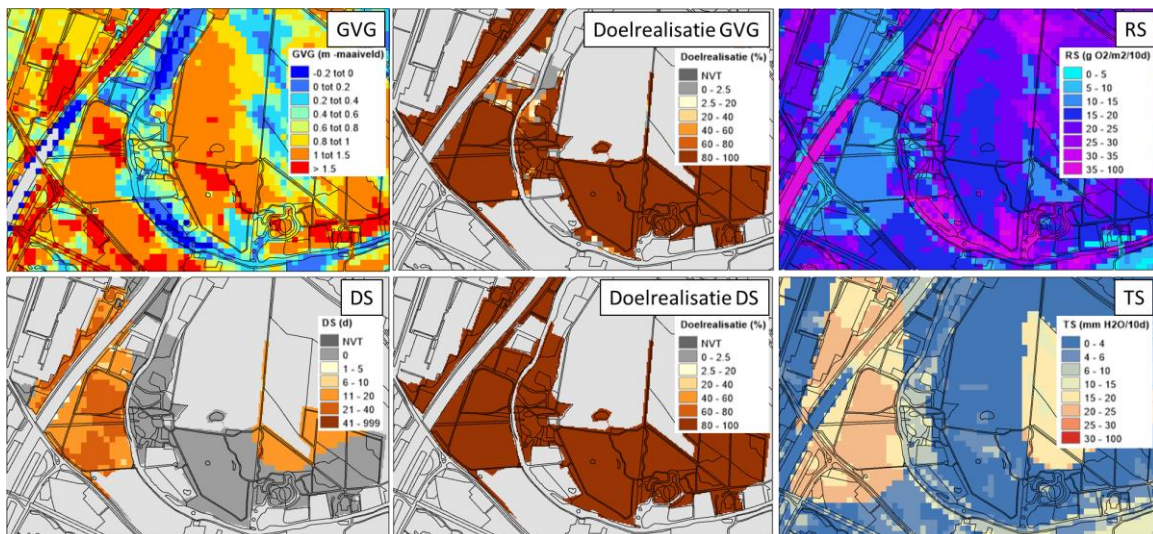 GVG
GVG (m -maaiveld)
-0.2 tot 0
0 tot 0.2
0.2 tot 0.4
0.4 tot 0.6
0.6 tot 0.8
0.8 tot 1
1 tot 1.5
> 1.5
Doelrealisatie GVG
Doelrealisatie (%)
NVT
0 - 2.5
2.5 - 20
20 - 40
40 - 60
60 - 80
80 - 100
RS
RS (g O2/m2/10d)
0 - 5
5 - 10
10 - 15
15 - 20
20 - 25
25 - 30
30 - 35
35 - 100
DS
DS (d)
NVT
0
1 - 5
6 - 10
11 - 20
21 - 40
41 - 999
Doelrealisatie DS
Doelrealisatie (%)
NVT
0 - 2.5
2.5 - 20
20 - 40
40 - 60
60 - 80
80 - 100
TS
TS (mm H2O/10d)
0 - 4
4 - 6
6 - 10
10 - 15
15 - 20
20 - 25
25 - 30
30 - 100